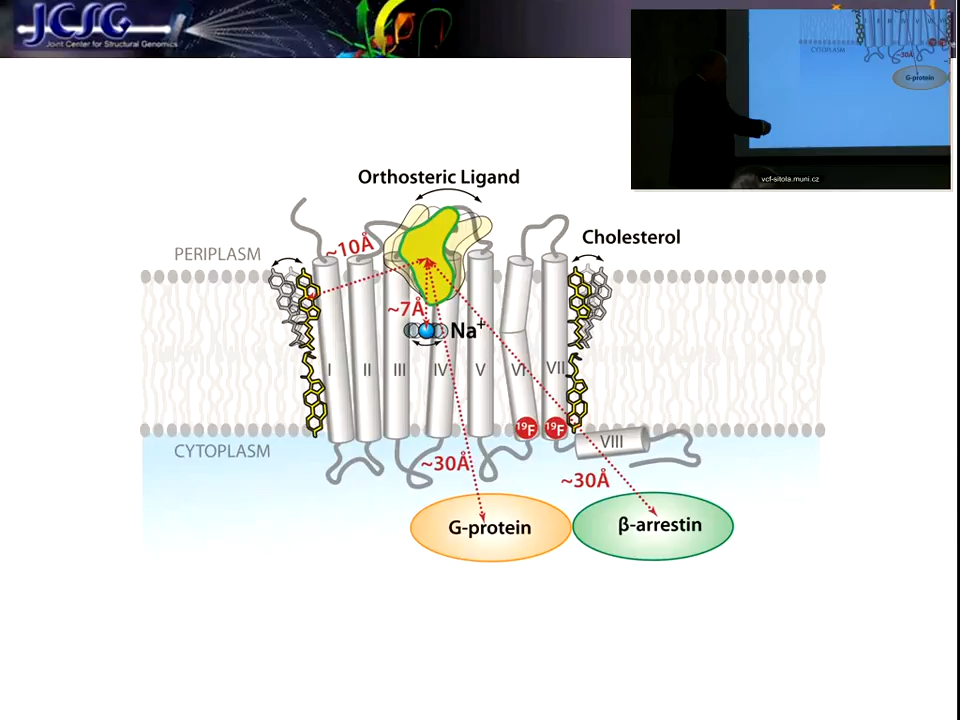 JCSG
Joint Center for Structural Genomics
CYTOPLASM
~30Å
G-protein
vcf-sitola.muni.cz
Orthosteric Ligand
Cholesterol
PERIPLASM
~10Å
~7Å
Na+
I II III IV V VI VII
19F 19F
VIII
CYTOPLASM
~30Å
~30Å
G-protein
β-arrestin